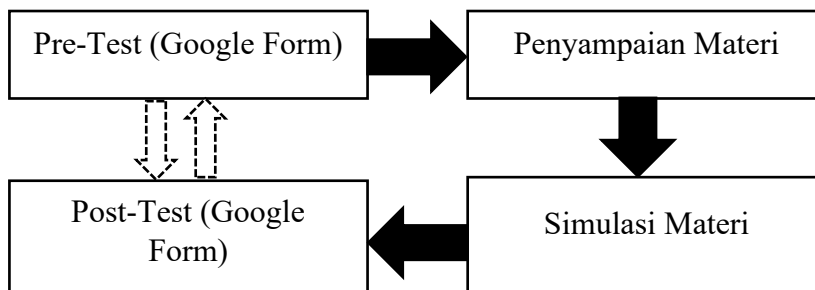 Pre-Test (Google Form)
Penyampaian Materi
Post-Test (Google
Form)
Simulasi Materi